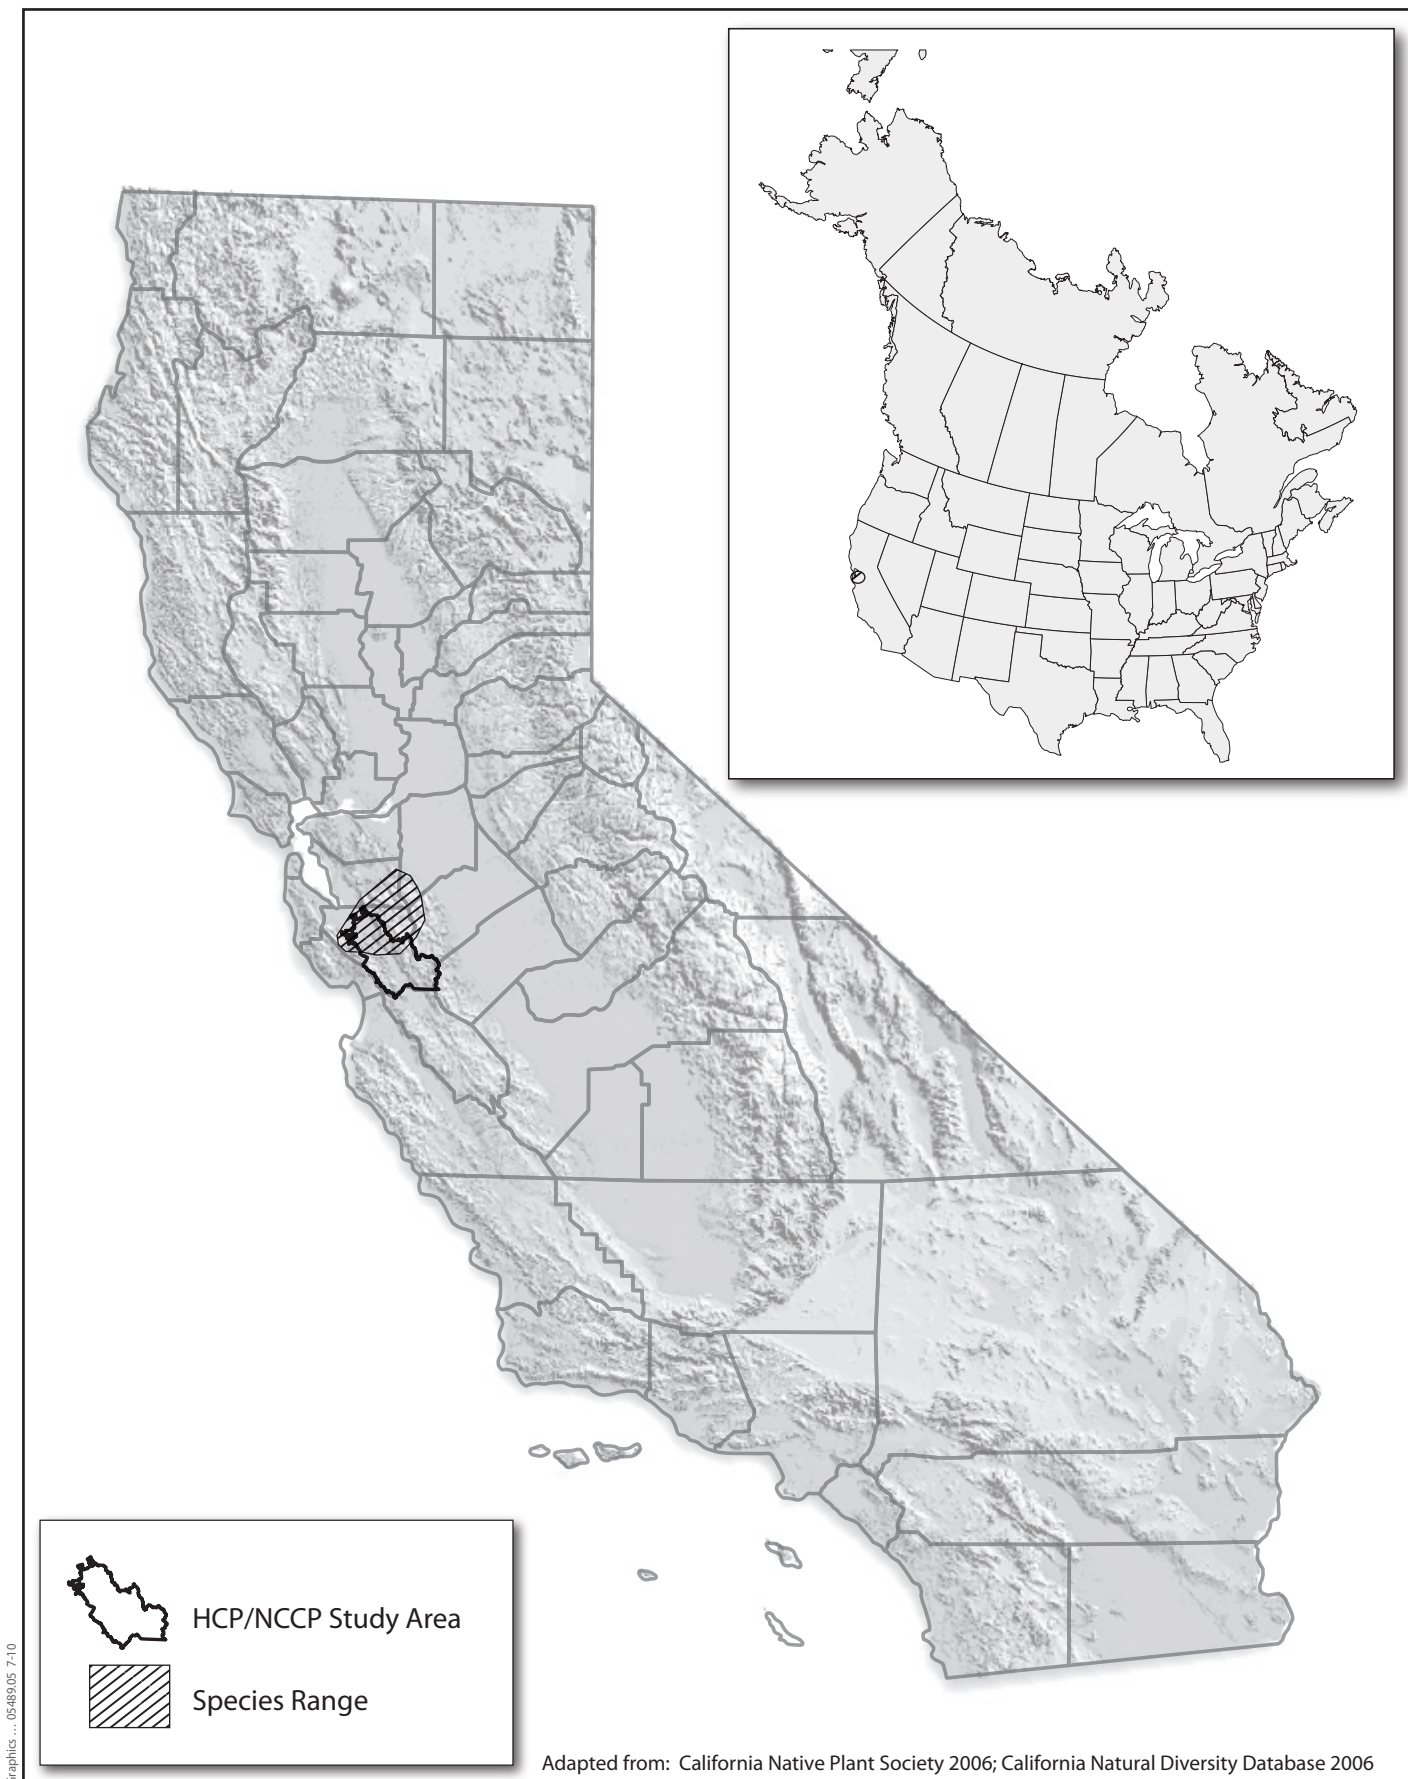 HCP/NCCP Study Area
Species Range
Adapted from: California Native Plant Society 2006; California Natural Diversity Database 2006
Graphics … 05489.05 7-10